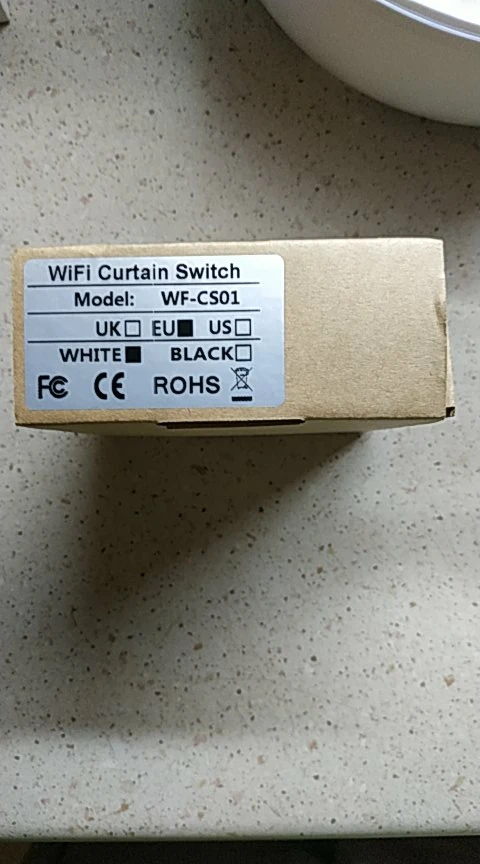 WiFi Curtain Switch
Model: WF-CS01
UK□ EU■ US□
WHITE■ BLACK□
FC CE ROHS